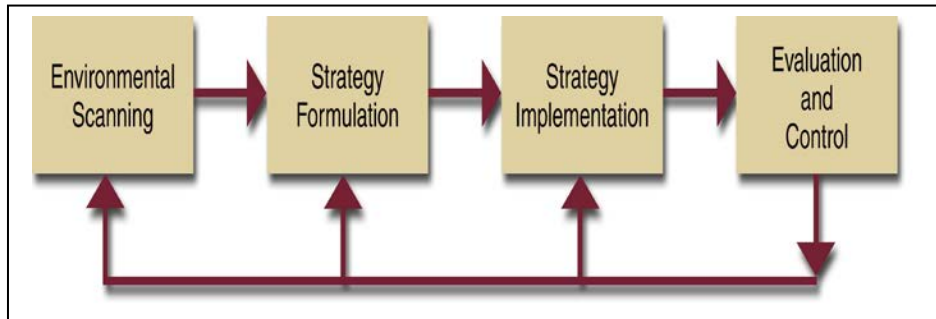 Environmental
Scanning
Strategy
Formulation
Strategy
Implementation
Evaluation
and
Control